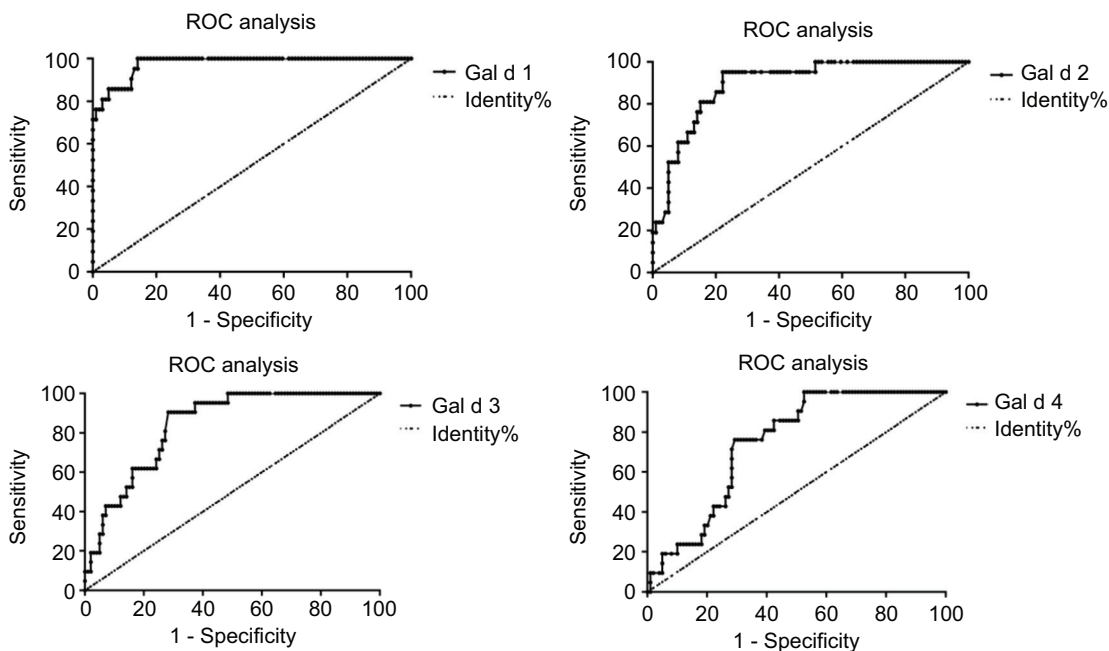 ROC analysis
100
80
60
40
20
0
Sensitivity
0 20 40 60 80 100
1 - Specificity
Gal d 1
Identity%
ROC analysis
100
80
60
40
20
0
Sensitivity
0 20 40 60 80 100
1 - Specificity
Gal d 2
Identity%
ROC analysis
100
80
60
40
20
0
Sensitivity
0 20 40 60 80 100
1 - Specificity
Gal d 3
Identity%
ROC analysis
100
80
60
40
20
0
Sensitivity
0 20 40 60 80 100
1 - Specificity
Gal d 4
Identity%